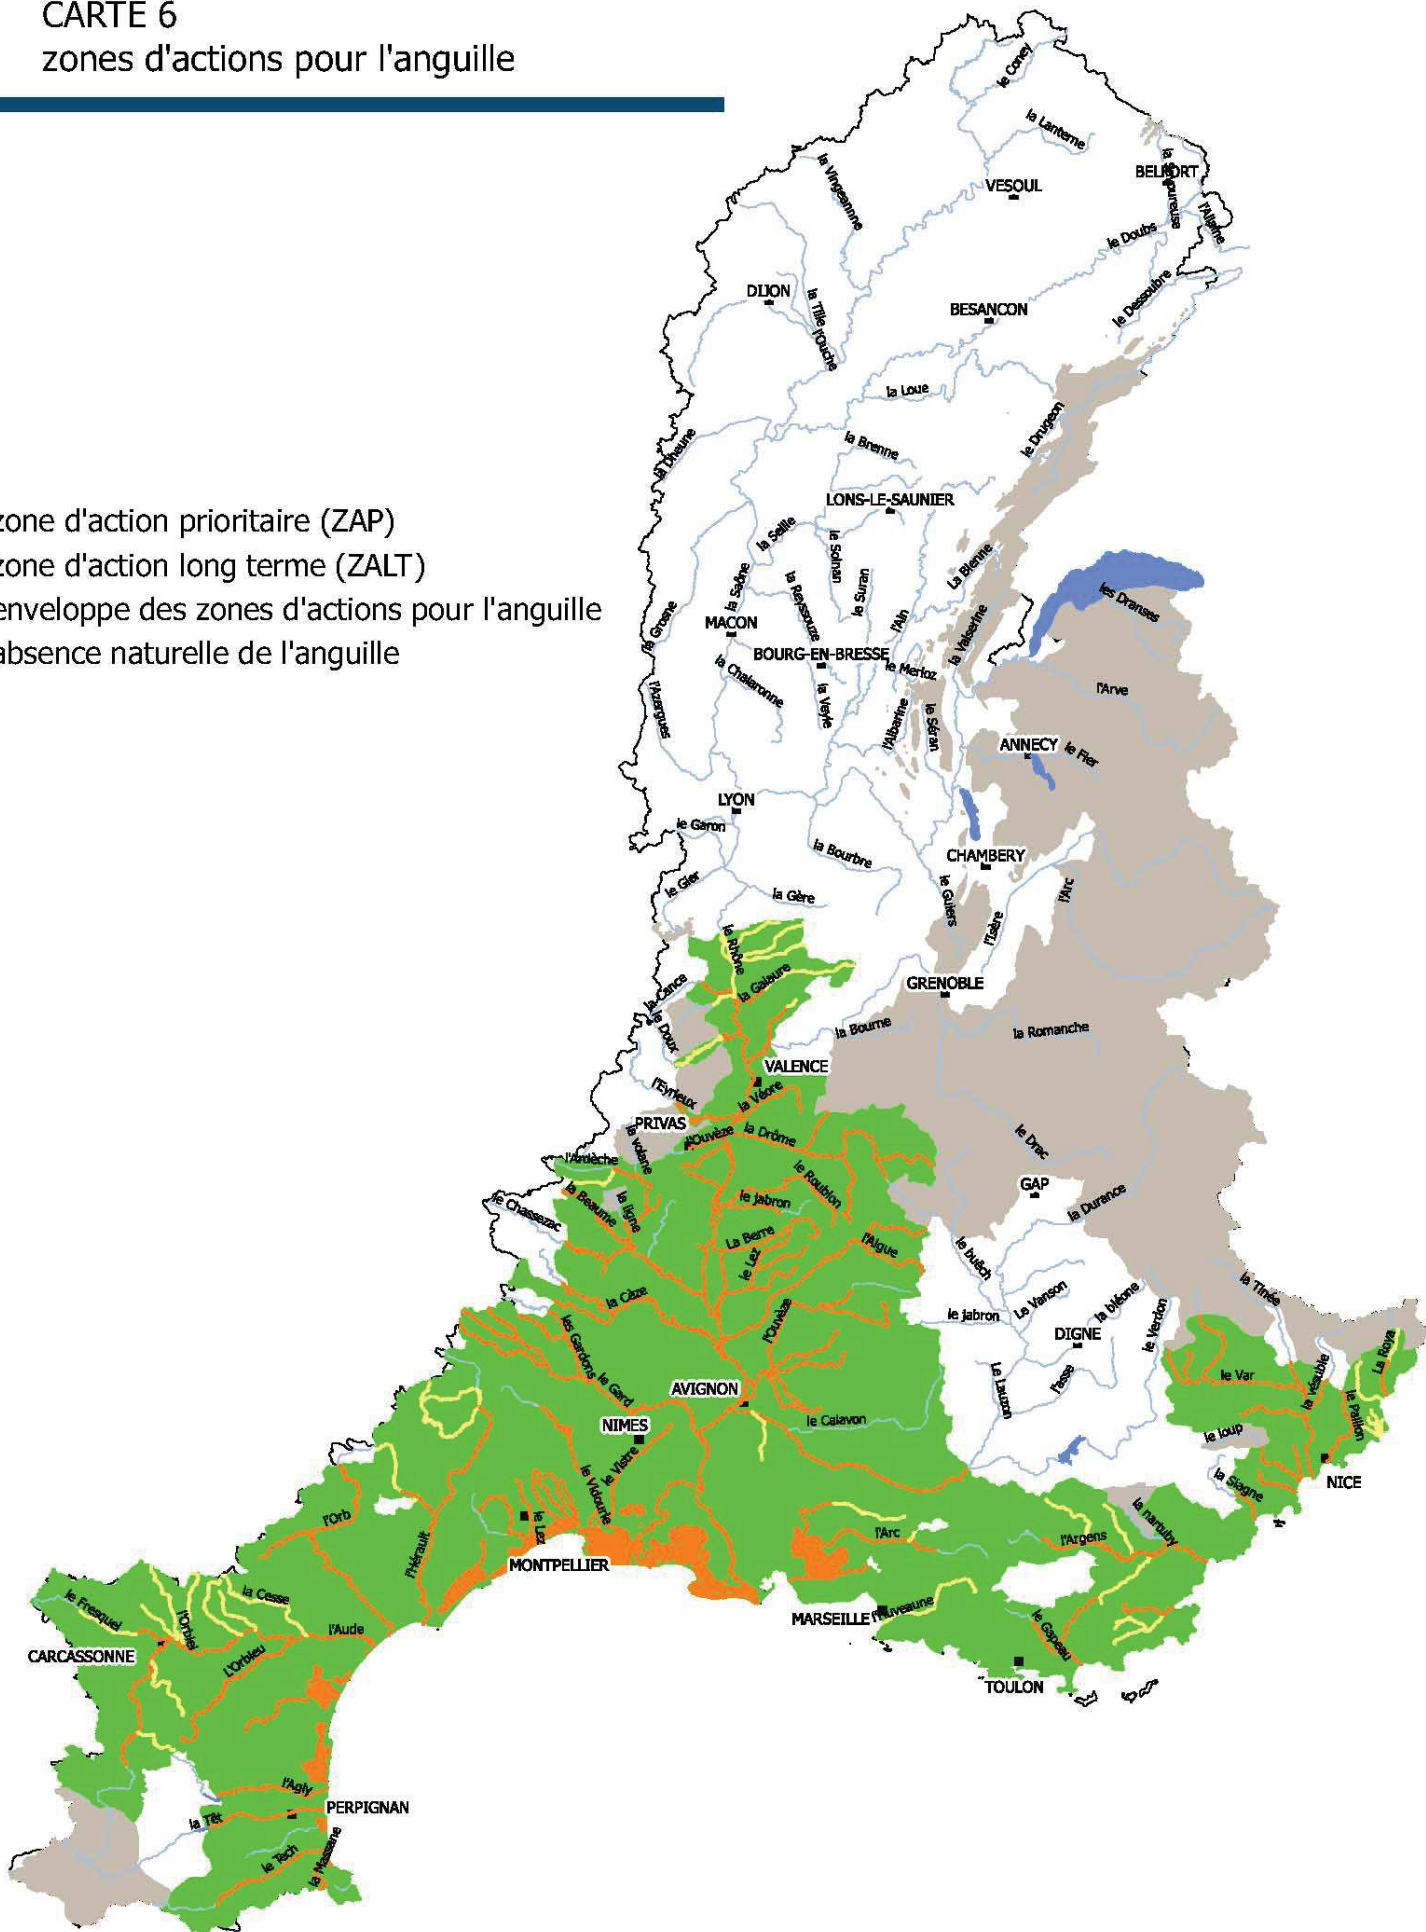 CARTE 6
zones d'actions pour l'anguille
le Coney
la Lanterne
la Vingeannne
VESOUL
BELFORT
l'Allaine
le Doubs
le Dessoubre
DIJON
la Tille
l'Ouche
BESANCON
la Loue
le Drugeon
la Dheune
la Brenne
LONS-LE-SAUNIER
zone d'action prioritaire (ZAP)
zone d'action long terme (ZALT)
enveloppe des zones d'actions pour l'anguille
absence naturelle de l'anguille
la Seille
le Solnan
la Saône
la Reyssouze
le Suran
l'Ain
La Bienne
la Valserine
les Dranses
la Grosne
MACON
BOURG-EN-BRESSE
le Merloz
la Chalaronne
la Veyle
l'Albarine
le Séran
l'Arve
l'Azergues
ANNECY
le Fier
LYON
le Garon
la Bourbre
CHAMBERY
le Gier
la Gère
le Guiers
l'Isère
l'Arc
le Rhône
la Galaure
GRENOBLE
la Cance
le Doux
la Bourne
la Romanche
VALENCE
l'Eyrieux
la Véore
PRIVAS
la volane
l'Ouvèze
la Drôme
le Drac
l'Ardèche
la Beaume
la ligne
le Roubion
le Jabron
GAP
la Durance
le Chassezac
La Berre
le Lez
l'Aigue
le buëch
la Cèze
l'Ouvèze
le jabron
Le Vanson
la bléone
le Verdon
la Tinée
les Gardons
le Gard
DIGNE
Le Lauzon
l'asse
le Var
la vésubie
La Roya
le Paillon
AVIGNON
NIMES
le Calavon
le loup
le Vistre
le Vidourle
la Siagne
NICE
l'Orb
l'Hérault
le Lez
MONTPELLIER
l'Arc
l'Argens
la nartuby
le Fresquel
l'Orbiel
la Cesse
l'Aude
L'Orbieu
CARCASSONNE
MARSEILLE
l'Huveaune
le Gapeau
TOULON
l'Agly
PERPIGNAN
la Têt
le Tech
la Massane